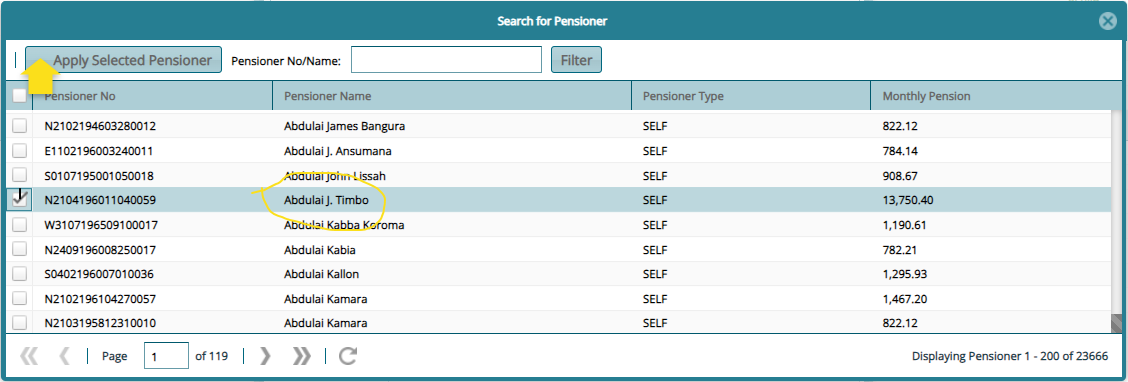 Search for Pensioner
Apply Selected Pensioner Pensioner No/Name: Filter
Pensioner No Pensioner Name Pensioner Type Monthly Pension
N2102194603280012 Abdulai James Bangura SELF 822.12
E1102196003240011 Abdulai J. Ansumana SELF 784.14
S0107195001050018 Abdulai John Lissah SELF 908.67
N2104196011040059 Abdulai J. Timbo SELF 13,750.40
W3107196509100017 Abdulai Kabba Koroma SELF 1,190.61
N2409196008250017 Abdulai Kabia SELF 782.21
S0402196007010036 Abdulai Kallon SELF 1,295.93
N2102196104270057 Abdulai Kamara SELF 1,467.20
N2103195812310010 Abdulai Kamara SELF 822.12
Page 1 of 119 Displaying Pensioner 1 - 200 of 23666